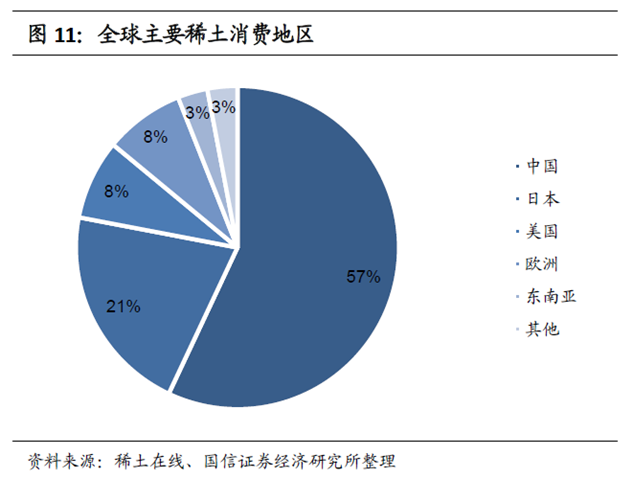 图 11: 全球主要稀土消费地区
3%
3%
8%
8%
21%
57%
中国
日本
美国
欧洲
东南亚
其他
资料来源：稀土在线、国信证券经济研究所整理